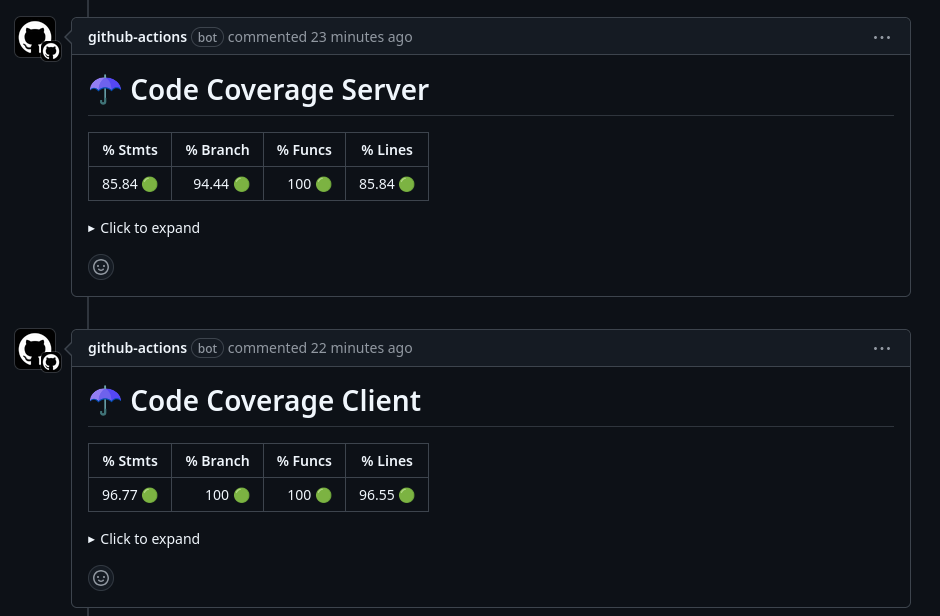 github-actions bot commented 23 minutes ago
☂️ Code Coverage Server
% Stmts % Branch % Funcs % Lines
85.84 🟢 94.44 🟢 100 🟢 85.84 🟢
▸ Click to expand
github-actions bot commented 22 minutes ago
☂️ Code Coverage Client
% Stmts % Branch % Funcs % Lines
96.77 🟢 100 🟢 100 🟢 96.55 🟢
▸ Click to expand